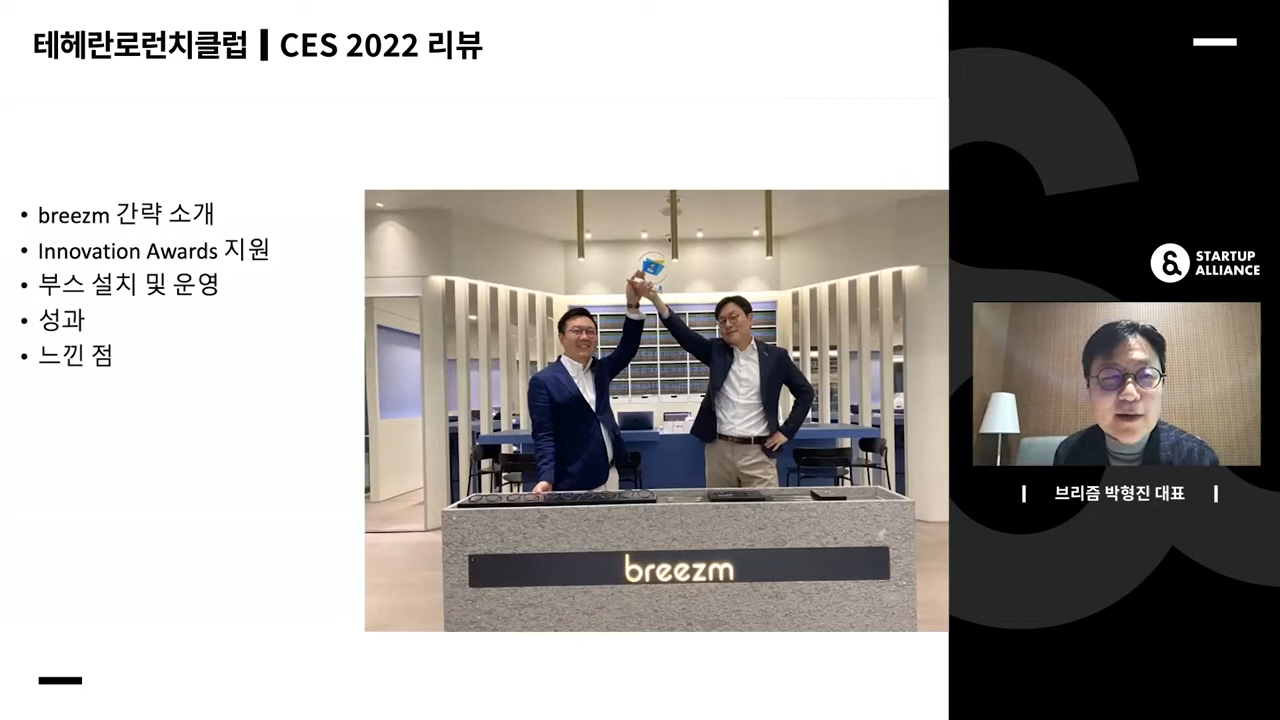 테헤란로런치클럽 | CES 2022 리뷰
• breezm 간략 소개
• Innovation Awards 지원
• 부스 설치 및 운영
• 성과
• 느낀 점
breezm
STARTUP
ALLIANCE
| 브리즘 박형진 대표 |